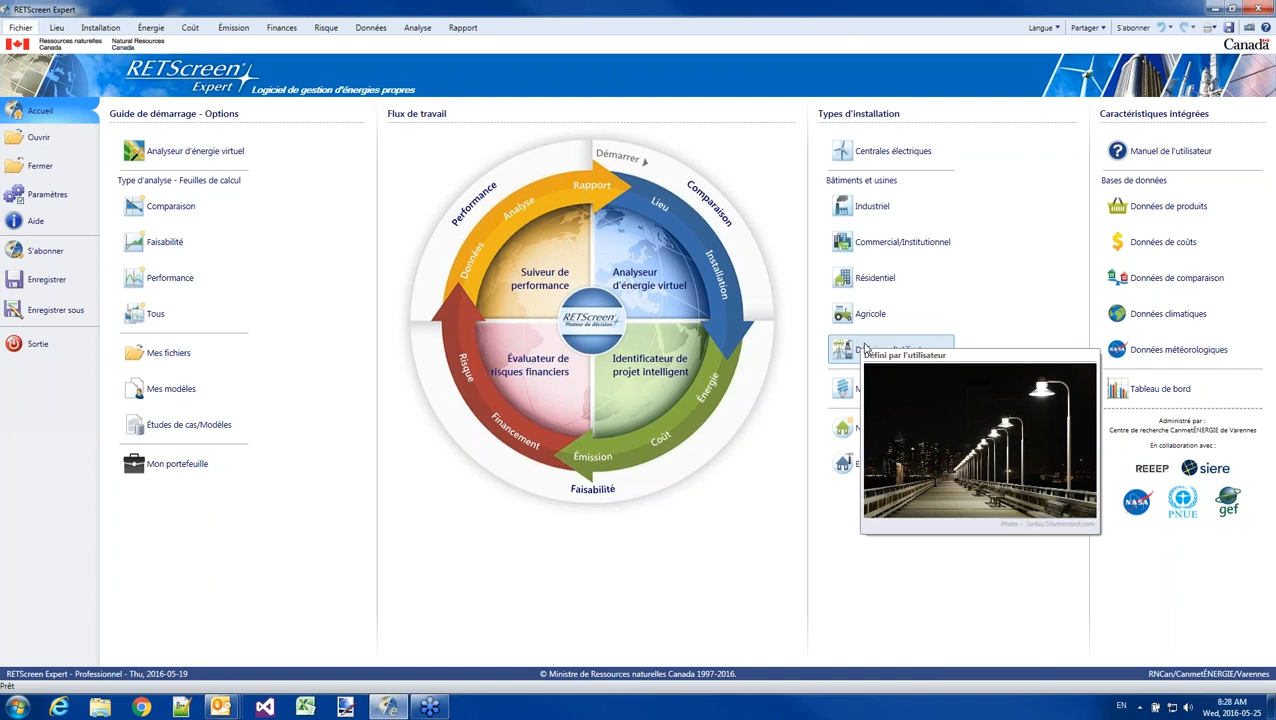 RETScreen Expert
Fichier Lieu Installation Énergie Coût Émission Finances Risque Données Analyse Rapport Langue Partager S'abonner
Ressources naturelles Canada
Natural Resources Canada
Canada
RETScreen
Expert
Logiciel de gestion d'énergies propres
Accueil
Ouvrir
Fermer
Paramètres
Aide
S'abonner
Enregistrer
Enregistrer sous
Sortie
Guide de démarrage - Options
Analyseur d'énergie virtuel
Type d'analyse - Feuilles de calcul
Comparaison
Faisabilité
Performance
Tous
Mes fichiers
Mes modèles
Études de cas/Modèles
Mon portefeuille
Flux de travail
Démarrer
Performance
Comparaison
Rapport
Lieu
Analyse
Installation
Données
Suiveur de performance
Analyseur d'énergie virtuel
RETScreen
Moteur de décision
Évaluateur de risques financiers
Identificateur de projet intelligent
Risque
Énergie
Financement
Coût
Émission
Faisabilité
Types d'installation
Centrales électriques
Bâtiments et usines
Industriel
Commercial/Institutionnel
Résidentiel
Agricole
Défini par l'utilisateur
Photo - Sorbis/Shutterstock.com
Caractéristiques intégrées
Manuel de l'utilisateur
Bases de données
Données de produits
Données de coûts
Données de comparaison
Données climatiques
NASA
Données météorologiques
Tableau de bord
Administré par :
Centre de recherche CanmetÉNERGIE de Varennes
En collaboration avec :
REEEP
siere
NASA
PNUE
gef
RETScreen Expert - Professionnel - Thu, 2016-05-19
© Ministre de Ressources naturelles Canada 1997-2016.
RNCan/CanmetÉNERGIE/Varennes
Prêt
EN
8:28 AM
Wed, 2016-05-25